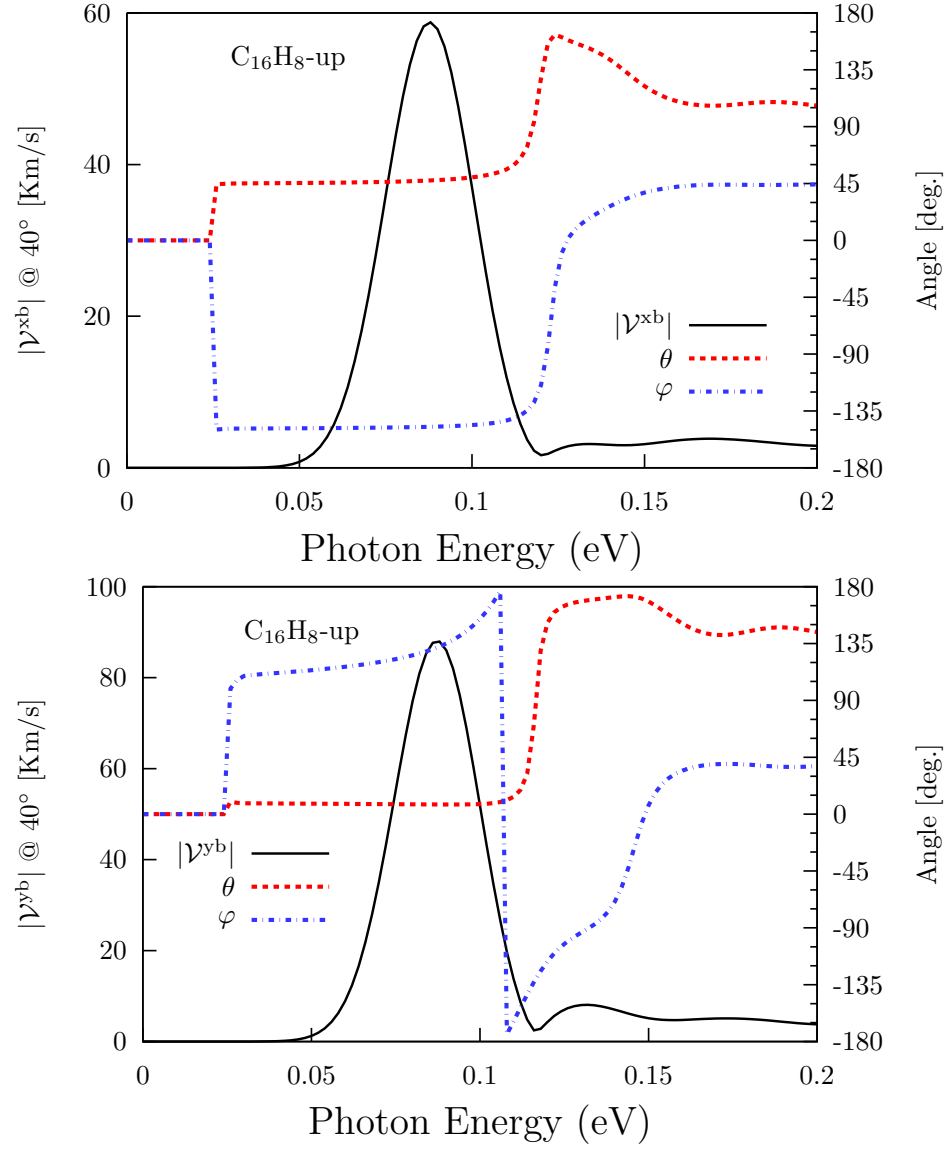 C₁₆H₈-up
|𝒱ˣᵇ| @ 40° [Km/s]
60
40
20
0
180
135
90
45
0
-45
-90
-135
-180
Angle [deg.]
|𝒱ˣᵇ|
θ
φ
0
0.05
0.1
0.15
0.2
Photon Energy (eV)
C₁₆H₈-up
|𝒱ʸᵇ| @ 40° [Km/s]
100
80
60
40
20
0
180
135
90
45
0
-45
-90
-135
-180
Angle [deg.]
|𝒱ʸᵇ|
θ
φ
0
0.05
0.1
0.15
0.2
Photon Energy (eV)